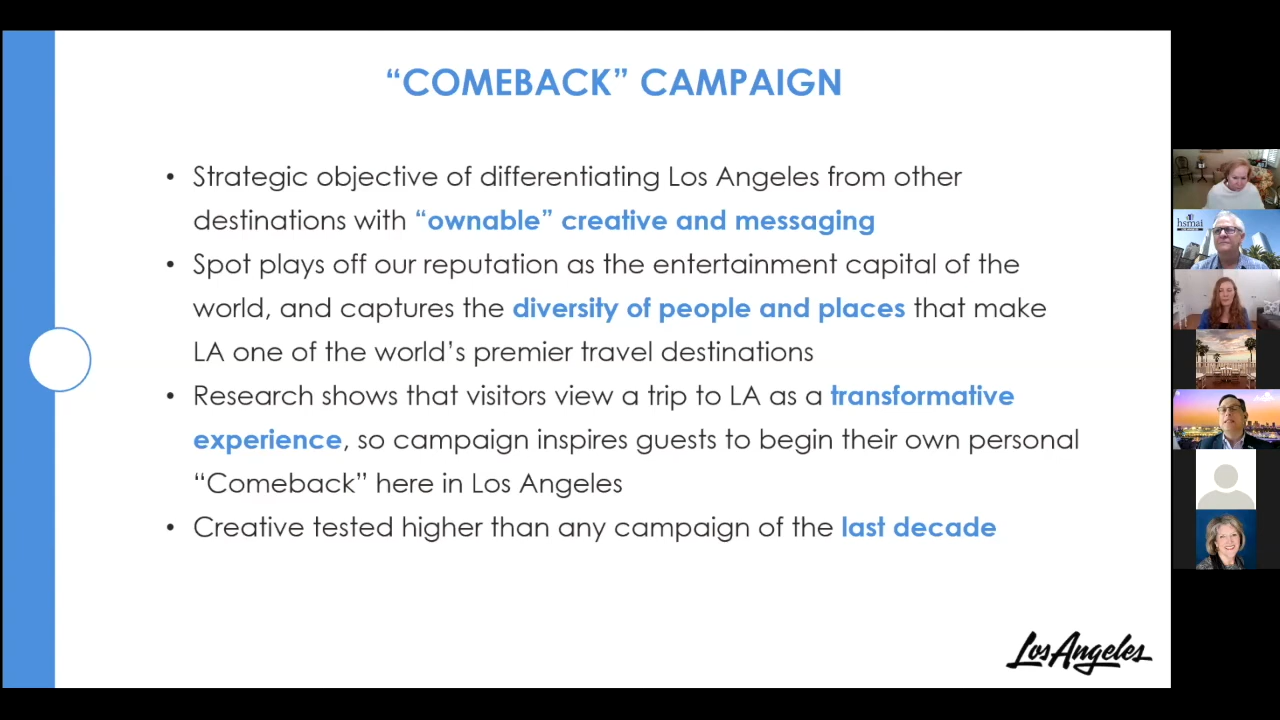 “COMEBACK” CAMPAIGN
• Strategic objective of differentiating Los Angeles from other
destinations with “ownable” creative and messaging
• Spot plays off our reputation as the entertainment capital of the
world, and captures the diversity of people and places that make
LA one of the world’s premier travel destinations
• Research shows that visitors view a trip to LA as a transformative
experience, so campaign inspires guests to begin their own personal
“Comeback” here in Los Angeles
• Creative tested higher than any campaign of the last decade
hsmai
Los Angeles